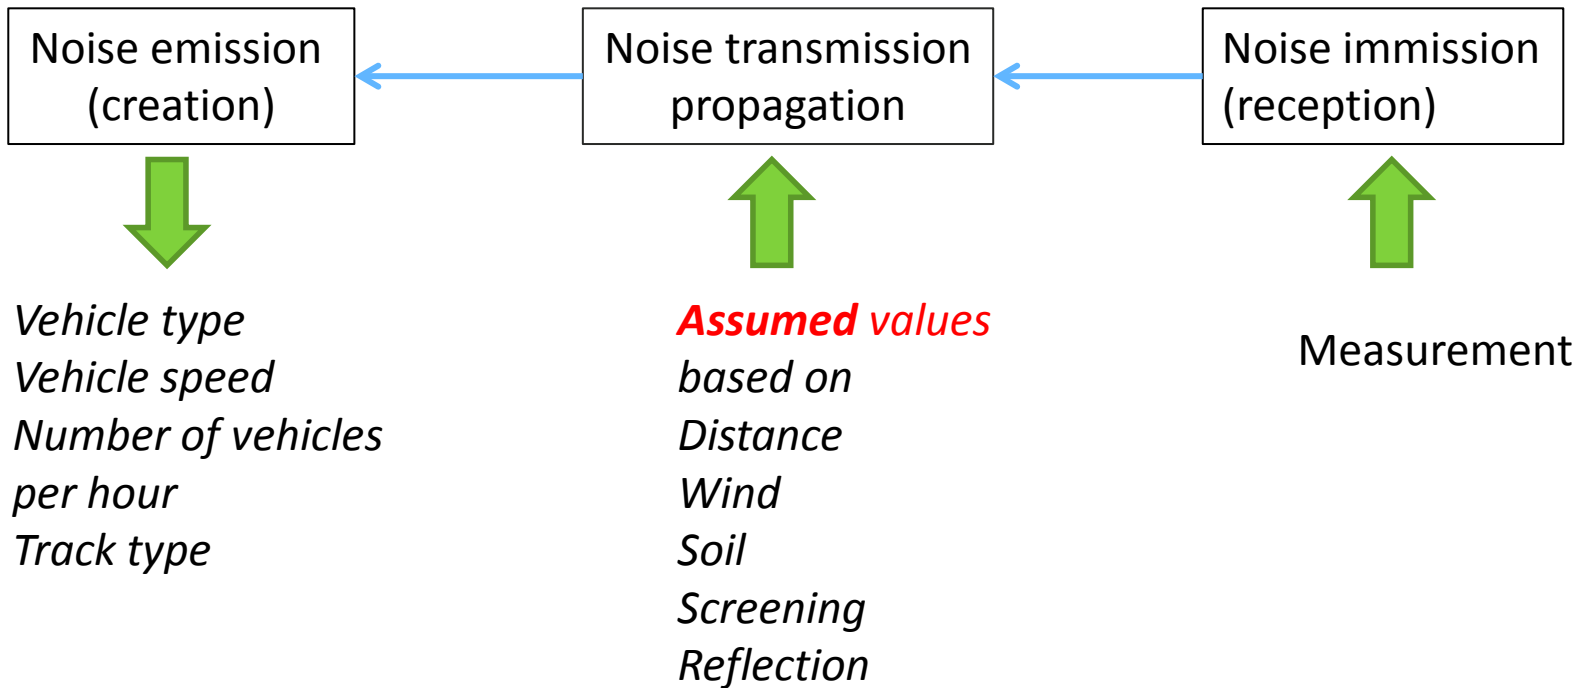 Noise emission
(creation)
Noise transmission
propagation
Noise immission
(reception)
Vehicle type
Vehicle speed
Number of vehicles
per hour
Track type
Assumed values
based on
Distance
Wind
Soil
Screening
Reflection
Measurement